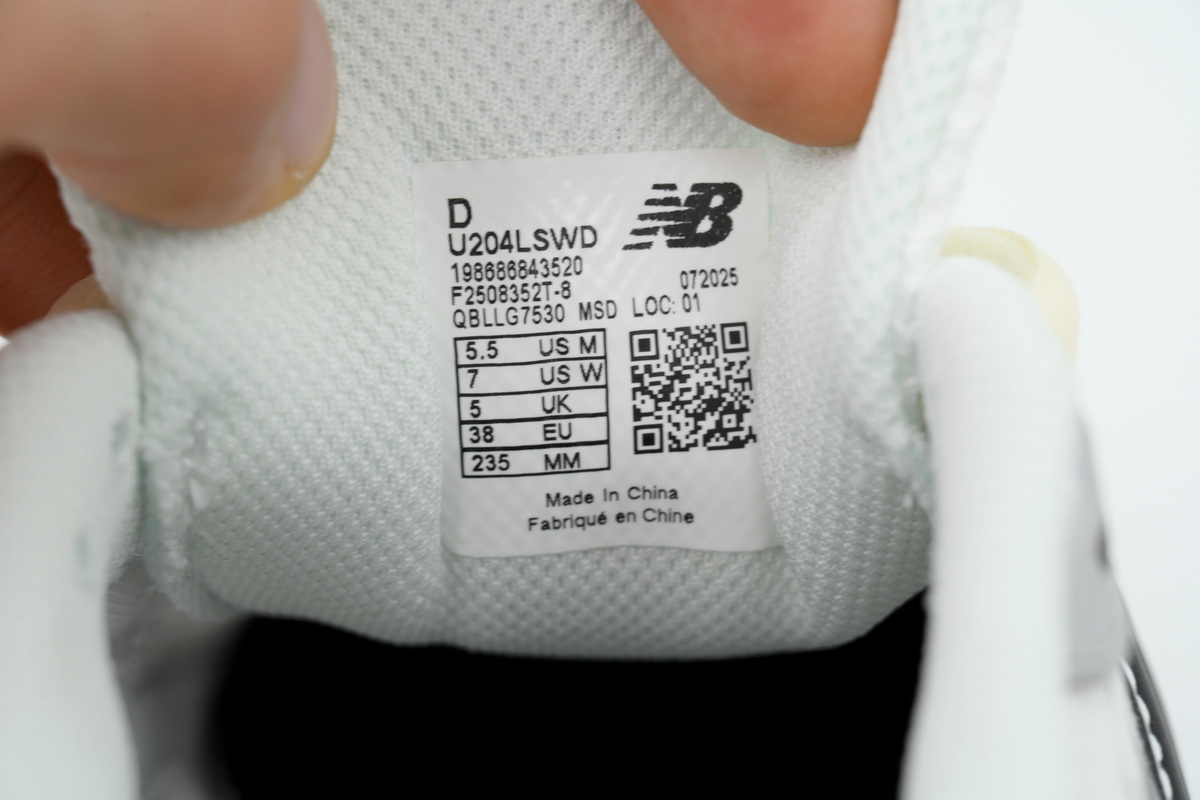 D
NB
U204LSWD
198686843520
F2508352T-8 072025
QBLLG7530 MSD LOC: 01
5.5 US M
7 US W
5 UK
38 EU
235 MM
Made In China
Fabriqué en Chine